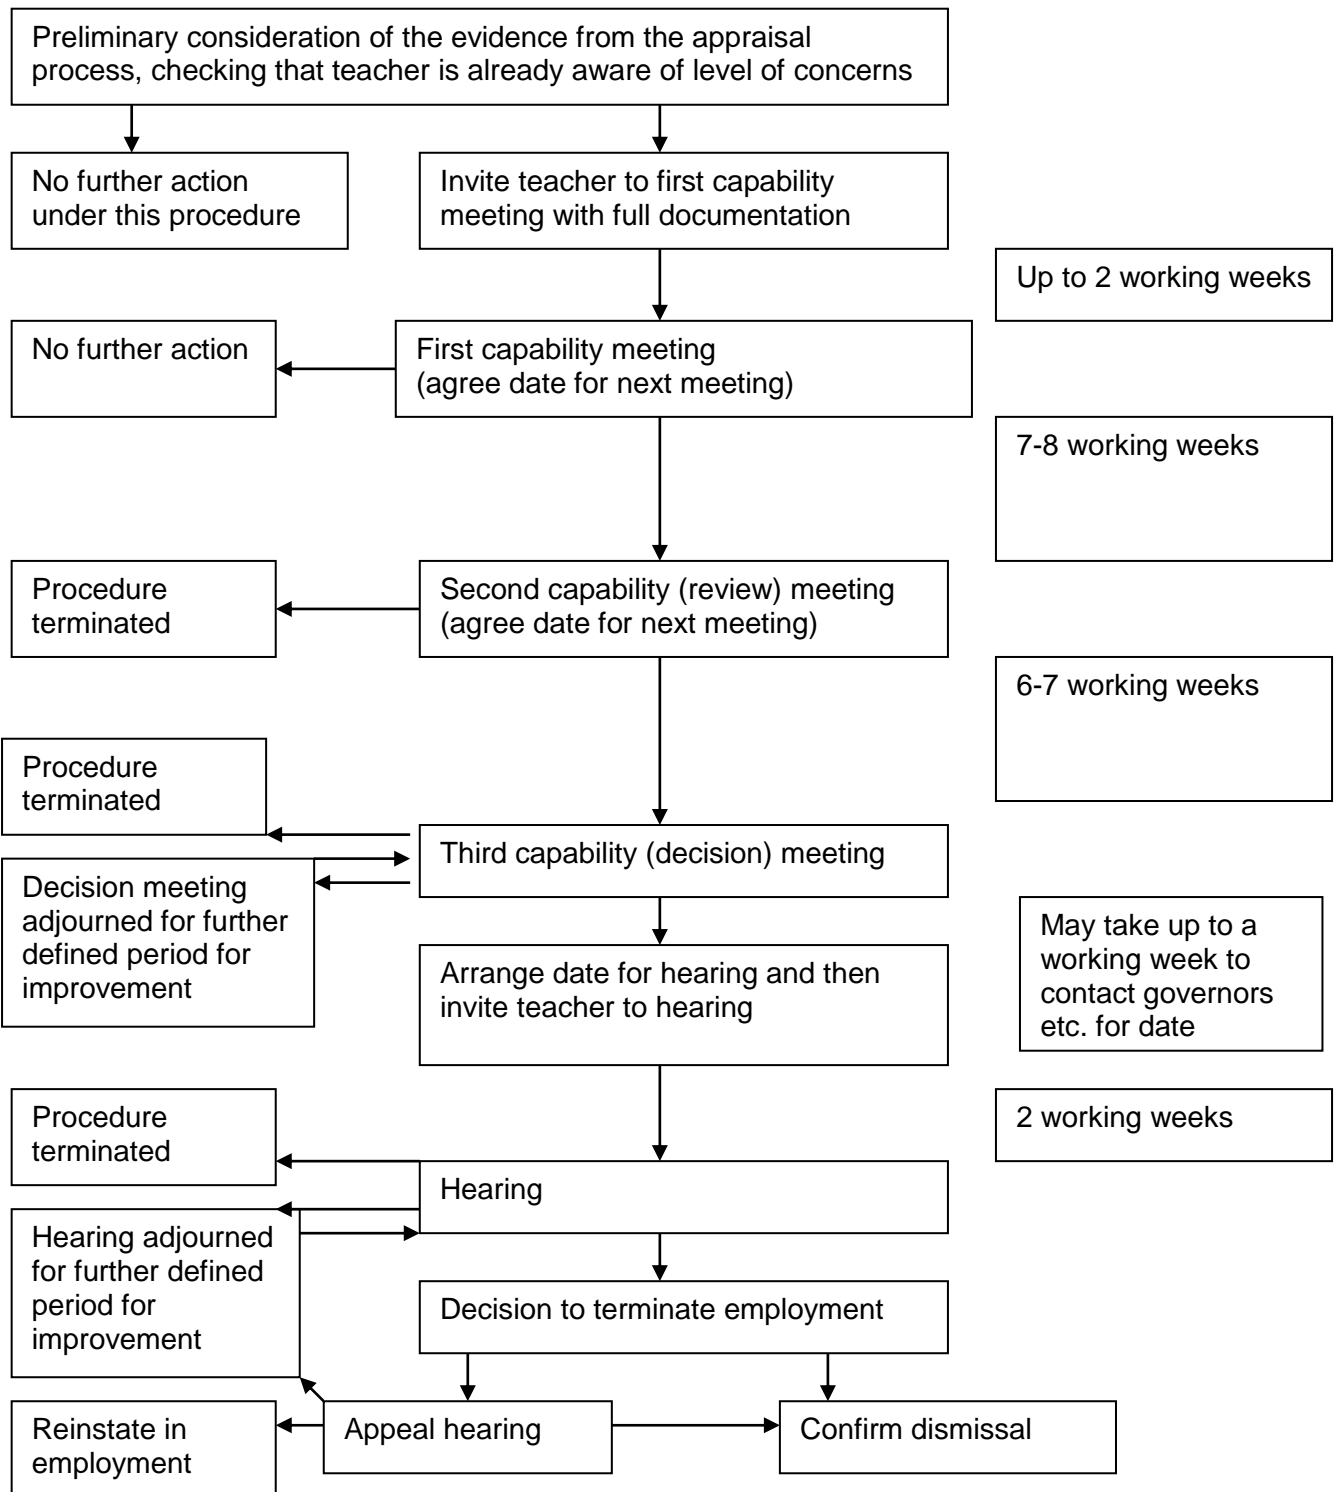 Preliminary consideration of the evidence from the appraisal
process, checking that teacher is already aware of level of concerns
No further action
under this procedure
Invite teacher to first capability
meeting with full documentation
Up to 2 working weeks
No further action
First capability meeting
(agree date for next meeting)
7-8 working weeks
Procedure
terminated
Second capability (review) meeting
(agree date for next meeting)
6-7 working weeks
Procedure
terminated
Third capability (decision) meeting
Decision meeting
adjourned for further
defined period for
improvement
May take up to a
working week to
contact governors
etc. for date
Arrange date for hearing and then
invite teacher to hearing
Procedure
terminated
2 working weeks
Hearing
Hearing adjourned
for further defined
period for
improvement
Decision to terminate employment
Reinstate in
employment
Appeal hearing
Confirm dismissal